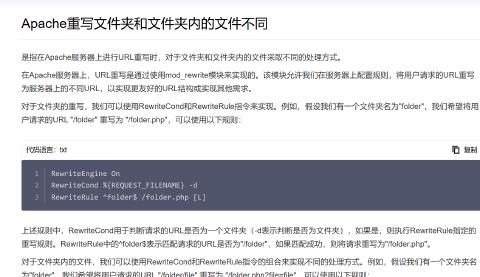 Apache重写文件夹和文件夹内的文件不同
是指在Apache服务器上进行URL重写时，对于文件夹和文件夹内的文件采取不同的处理方式。
在Apache服务器上，URL重写是通过使用mod_rewrite模块来实现的。该模块允许我们在服务器上配置规则，将用户请求的URL重写
为服务器上的不同URL，以实现更友好的URL结构或实现其他需求。
对于文件夹的重写，我们可以使用RewriteCond和RewriteRule指令来实现。例如，假设我们有一个文件夹名为"folder"，我们希望将用
户请求的URL "/folder" 重写为 "/folder.php"，可以使用以下规则：
代码语言：txt
复制
1 RewriteEngine On
2 RewriteCond %{REQUEST_FILENAME} -d
3 RewriteRule ^folder$ /folder.php [L]
上述规则中，RewriteCond用于判断请求的URL是否为一个文件夹（-d表示判断是否为文件夹），如果是，则执行RewriteRule指定的
重写规则。RewriteRule中的^folder$表示匹配请求的URL是否为"/folder"，如果匹配成功，则将请求重写为"/folder.php"。
对于文件夹内的文件，我们可以使用RewriteCond和RewriteRule指令的组合来实现不同的处理方式。例如，假设我们有一个文件夹名
为"folder"，我们希望将用户请求的URL "/folder/file" 重写为 "/folder.php?file=file"，可以使用以下规则：